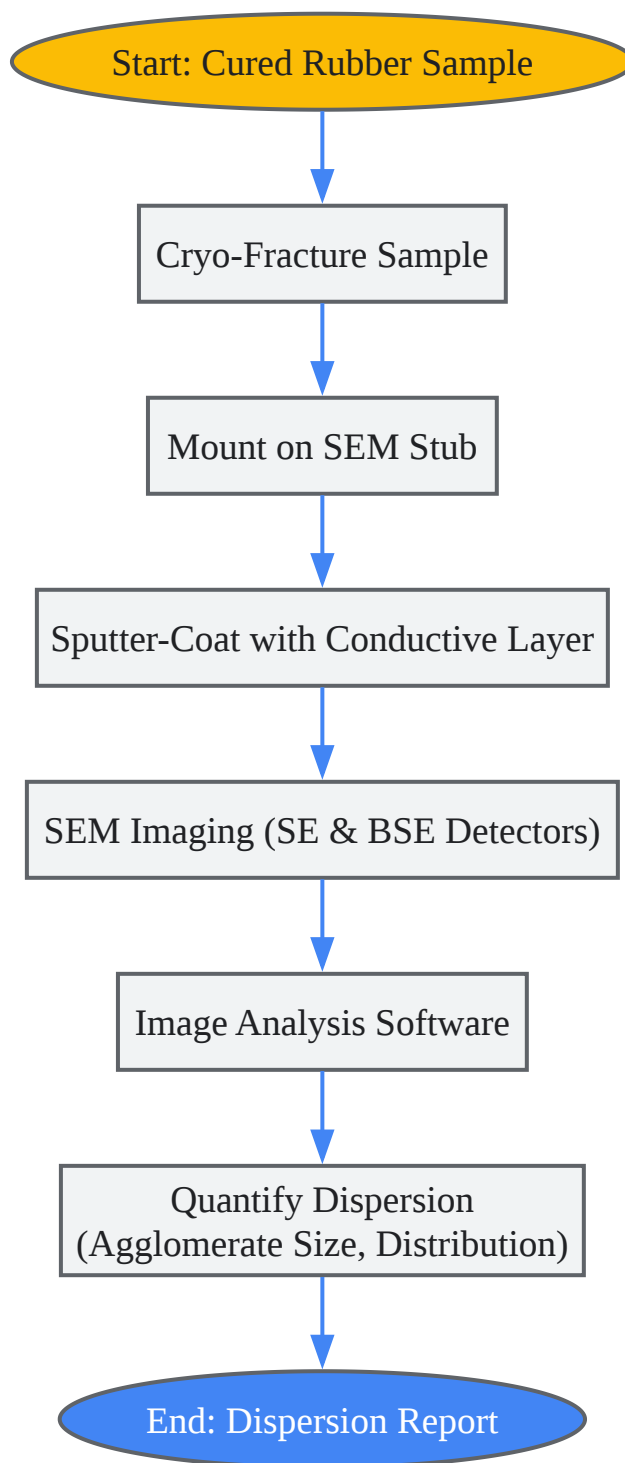 Start: Cured Rubber Sample
Cryo-Fracture Sample
Mount on SEM Stub
Sputter-Coat with Conductive Layer
SEM Imaging (SE & BSE Detectors)
Image Analysis Software
Quantify Dispersion
(Agglomerate Size, Distribution)
End: Dispersion Report